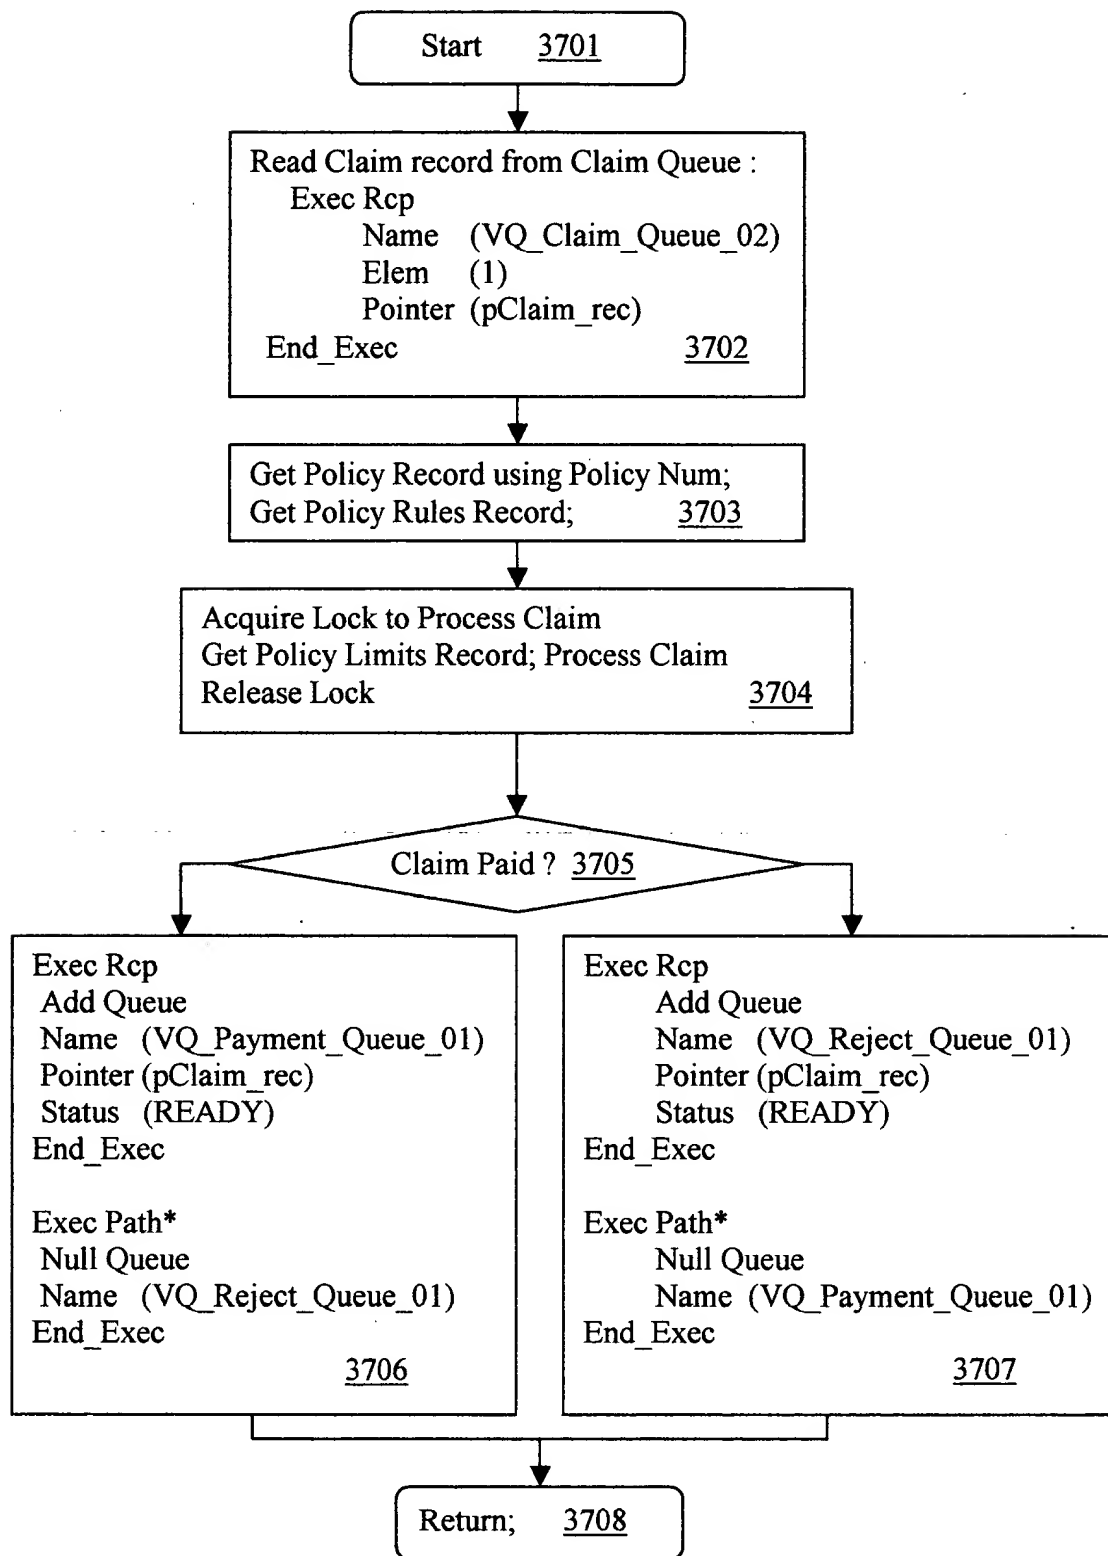 Start 3701
Read Claim record from Claim Queue :
Exec Rcp
Name (VQ_Claim_Queue_02)
Elem (1)
Pointer (pClaim_rec)
End_Exec 3702
Get Policy Record using Policy Num;
Get Policy Rules Record; 3703
Acquire Lock to Process Claim
Get Policy Limits Record; Process Claim
Release Lock 3704
Claim Paid ? 3705
Exec Rcp
Add Queue
Name (VQ_Payment_Queue_01)
Pointer (pClaim_rec)
Status (READY)
End_Exec
Exec Path*
Null Queue
Name (VQ_Reject_Queue_01)
End_Exec
3706
Exec Rcp
Add Queue
Name (VQ_Reject_Queue_01)
Pointer (pClaim_rec)
Status (READY)
End_Exec
Exec Path*
Null Queue
Name (VQ_Payment_Queue_01)
End_Exec
3707
Return; 3708